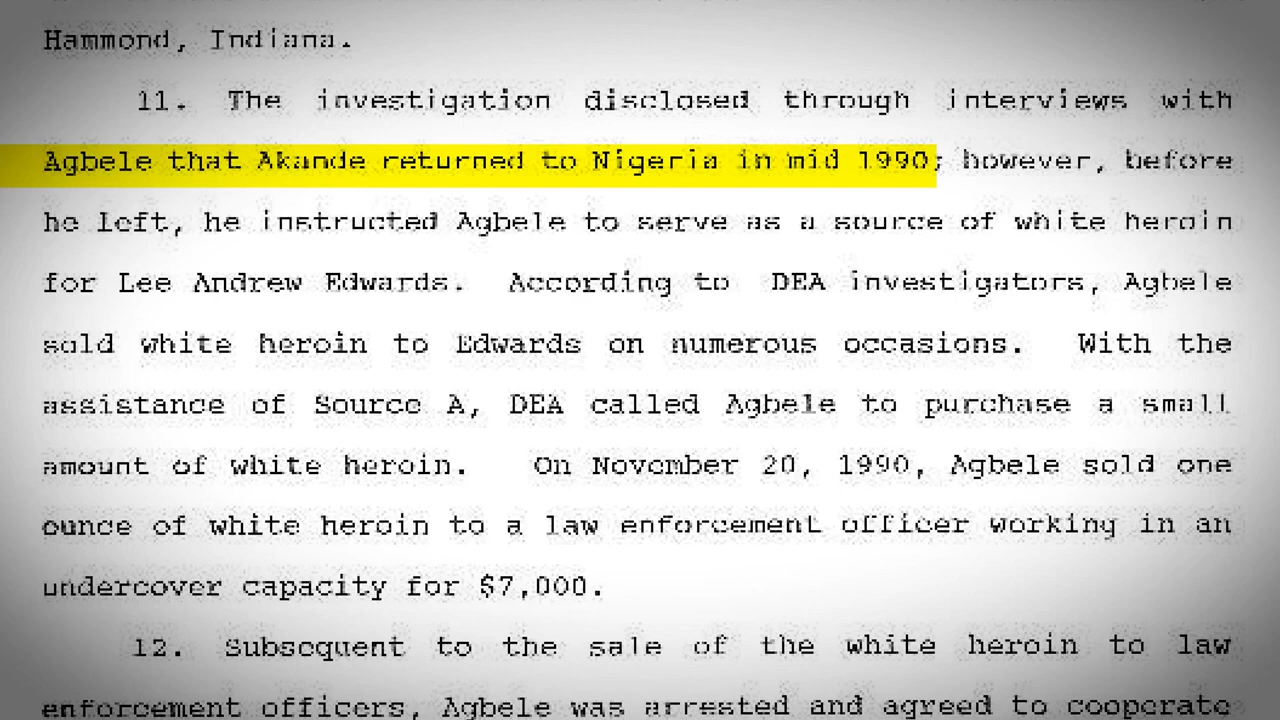 Hammond, Indiana.
11. The investigation disclosed through interviews with
Agbele that Akande returned to Nigeria in mid 1990; however, before
he left, he instructed Agbele to serve as a source of white heroin
for Lee Andrew Edwards. According to DEA investigators, Agbele
sold white heroin to Edwards on numerous occasions. With the
assistance of Source A, DEA called Agbele to purchase a small
amount of white heroin. On November 20, 1990, Agbele sold one
ounce of white heroin to a law enforcement officer working in an
undercover capacity for $7,000.
12. Subsequent to the sale of the white heroin to law
enforcement officers, Agbele was arrested and agreed to cooperate